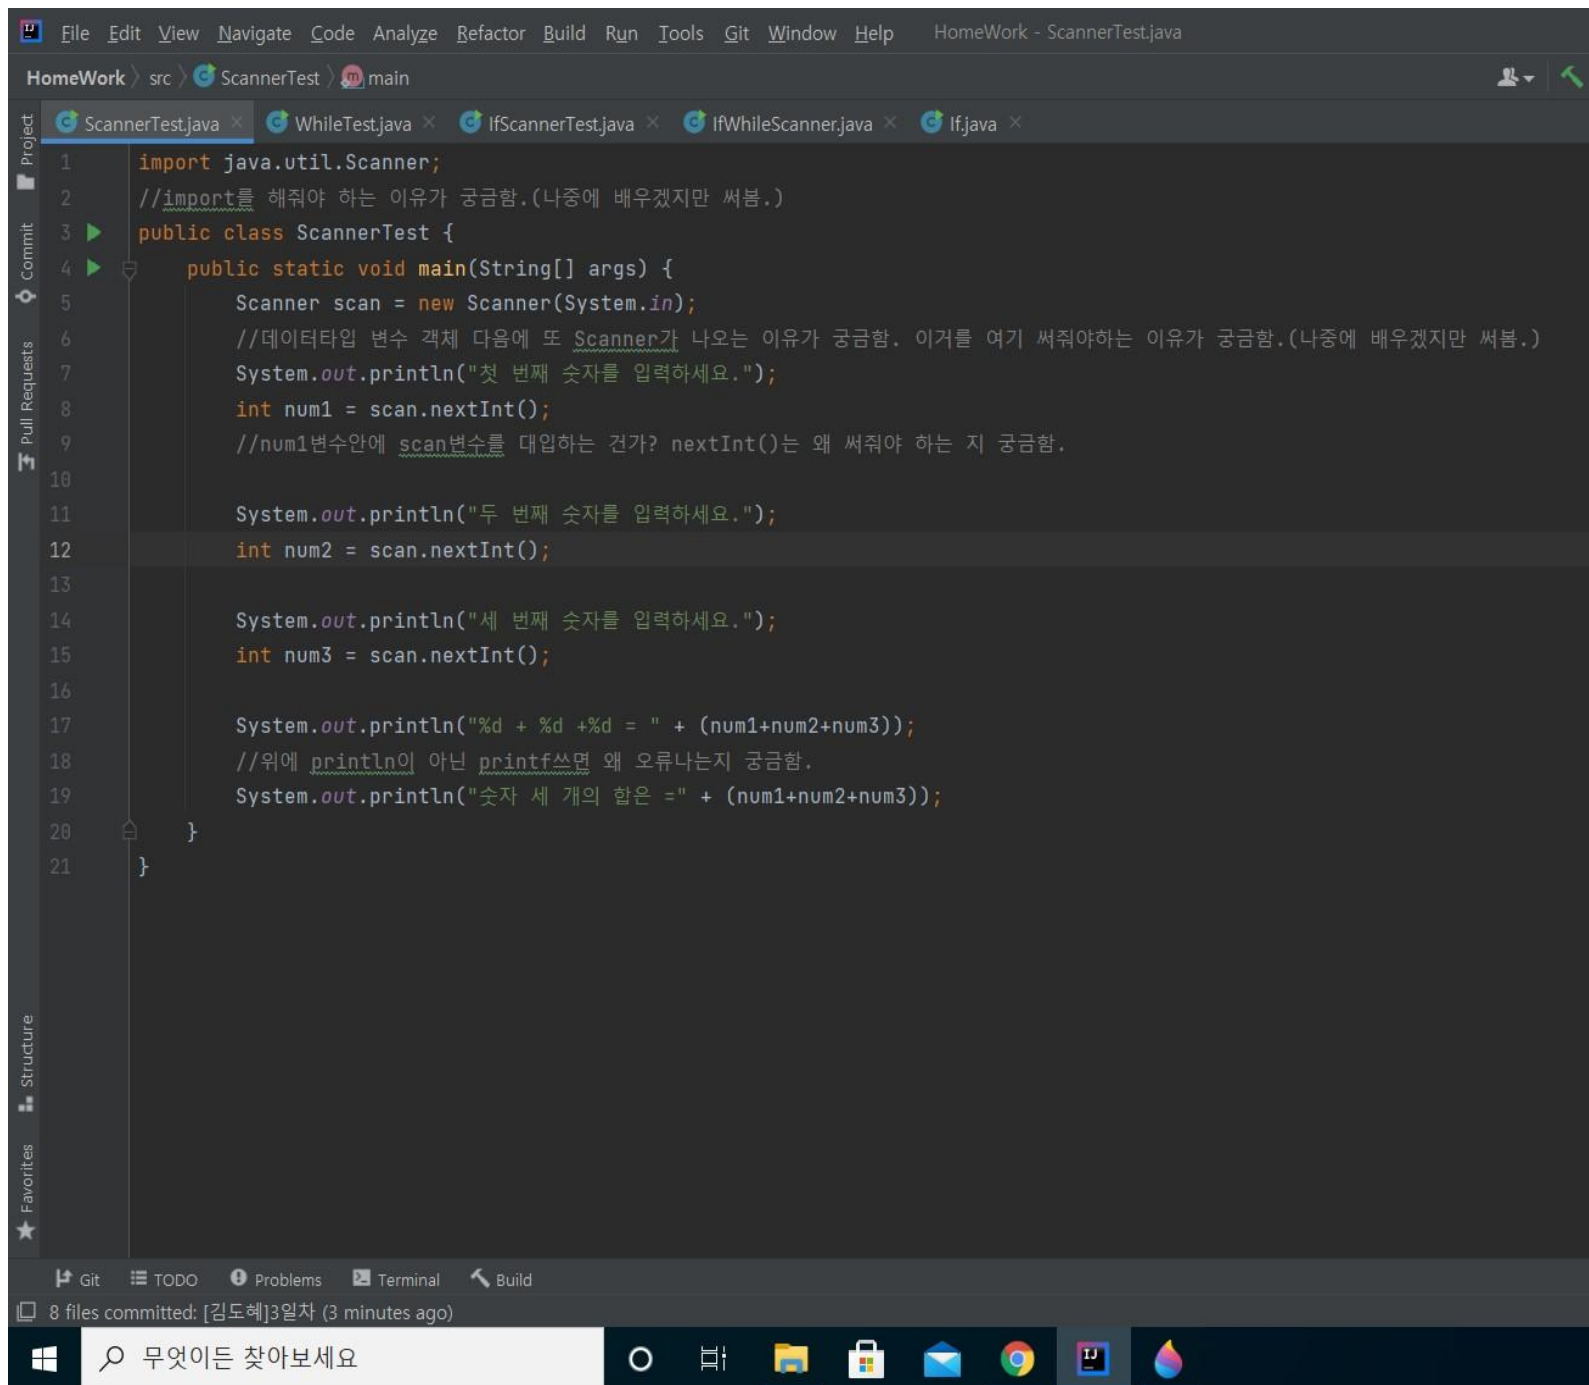 File Edit View Navigate Code Analyze Refactor Build Run Tools Git Window Help HomeWork - ScannerTest.java
HomeWork src ScannerTest main
ScannerTest.java WhileTest.java IfScannerTest.java IfWhileScanner.java If.java
Project
Commit
Pull Requests
Structure
Favorites
1 import java.util.Scanner;
2 //import를 해줘야 하는 이유가 궁금함.(나중에 배우겠지만 써봄.)
3 public class ScannerTest {
4 public static void main(String[] args) {
5 Scanner scan = new Scanner(System.in);
6 //데이터타입 변수 객체 다음에 또 Scanner가 나오는 이유가 궁금함. 이거를 여기 써줘야하는 이유가 궁금함.(나중에 배우겠지만 써봄.)
7 System.out.println("첫 번째 숫자를 입력하세요.");
8 int num1 = scan.nextInt();
9 //num1변수안에 scan변수를 대입하는 건가? nextInt()는 왜 써줘야 하는 지 궁금함.
10
11 System.out.println("두 번째 숫자를 입력하세요.");
12 int num2 = scan.nextInt();
13
14 System.out.println("세 번째 숫자를 입력하세요.");
15 int num3 = scan.nextInt();
16
17 System.out.println("%d + %d +%d = " + (num1+num2+num3));
18 //위에 println이 아닌 printf쓰면 왜 오류나는지 궁금함.
19 System.out.println("숫자 세 개의 합은 =" + (num1+num2+num3));
20 }
21 }
Git TODO Problems Terminal Build
8 files committed: [김도혜]3일차 (3 minutes ago)
무엇이든 찾아보세요